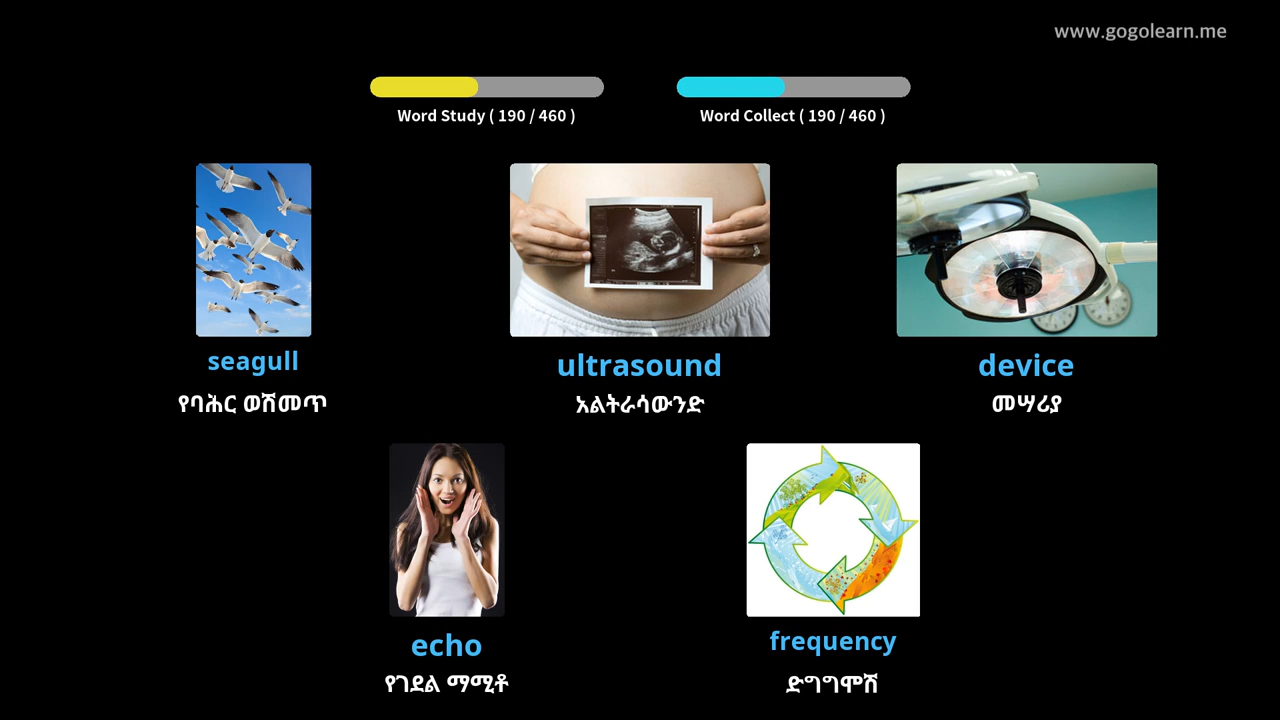 www.gogolearn.me
Word Study ( 190 / 460 )
Word Collect ( 190 / 460 )
seagull
የባሕር ወሽመጥ
ultrasound
አልትራሳውንድ
device
መሣሪያ
echo
የገደል ማሚቶ
frequency
ድግግሞሽ